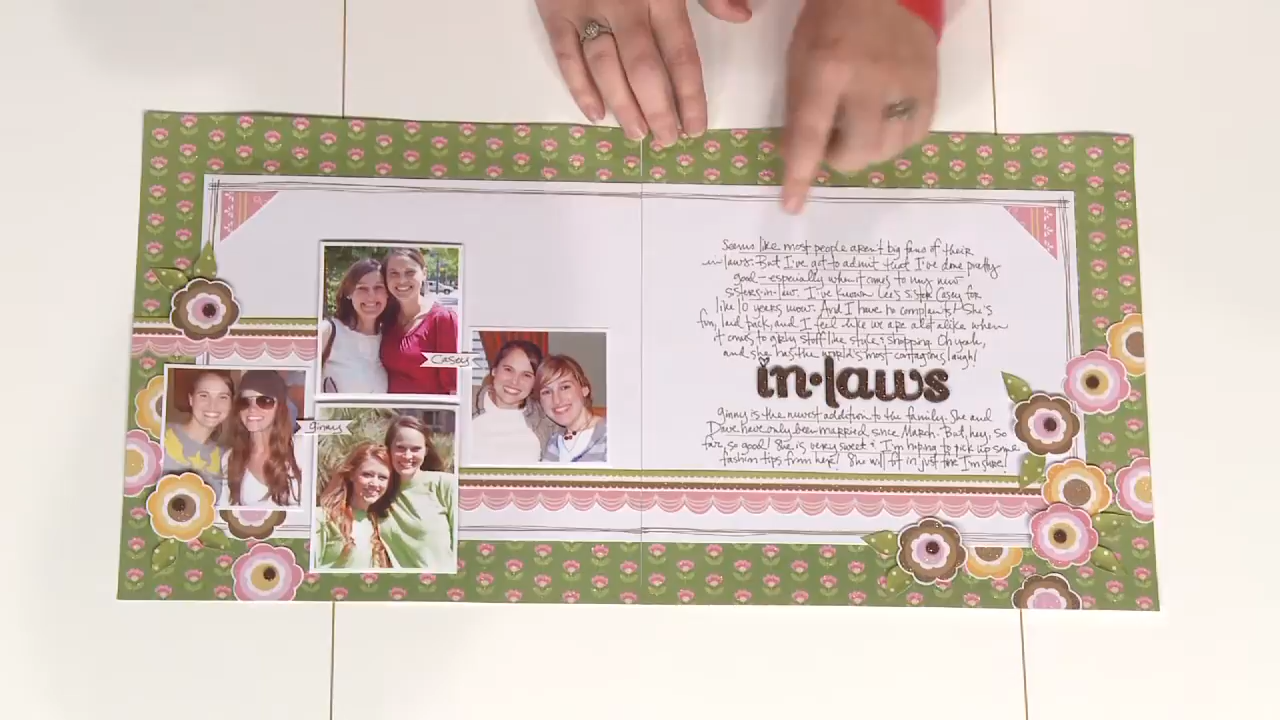 Casey
ginny
Seems like most people aren't big fans of their
in-laws. But I've got to admit that I've done pretty
good - especially when it comes to my new
sisters-in-law. I've known Lee's sister Casey for
like 10 years now. And I have no complaints! She's
fun, laid back, and I feel like we are a lot alike when
it comes to girly stuff like style & shopping. Oh yeah,
and she has the world's most contagious laugh!
in·laws
Ginny is the newest addition to the family. She and
Dave have only been married since March. But, hey, so
far, so good! She is very sweet & I'm hoping to pick up some
fashion tips from her! She will fit in just fine I'm sure!